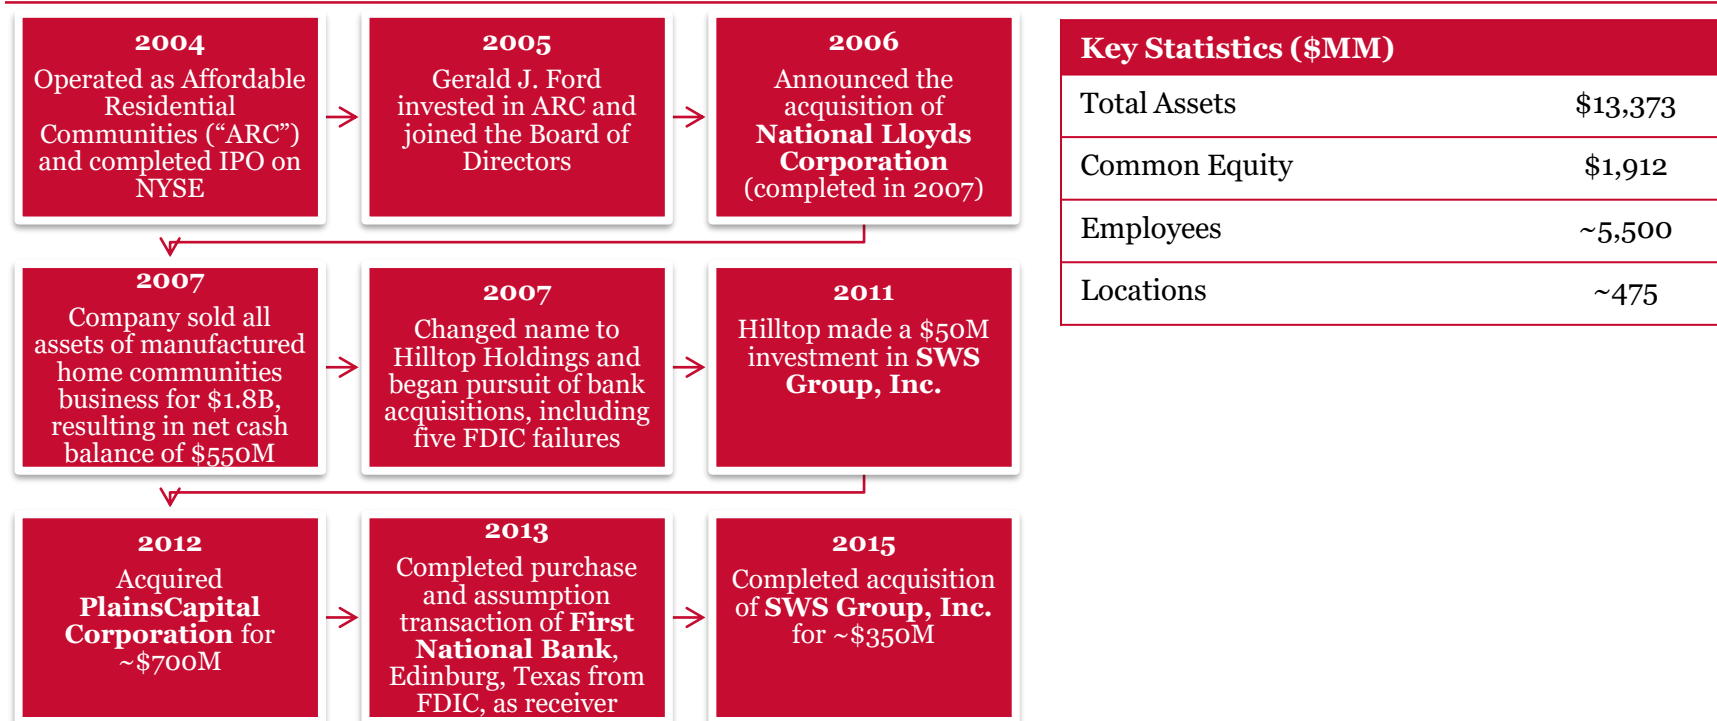 2004
Operated as Affordable
Residential
Communities (“ARC”)
and completed IPO on
NYSE
2005
Gerald J. Ford
invested in ARC and
joined the Board of
Directors
2006
Announced the
acquisition of
National Lloyds
Corporation
(completed in 2007)
2007
Company sold all
assets of manufactured
home communities
business for $1.8B,
resulting in net cash
balance of $550M
2007
Changed name to
Hilltop Holdings and
began pursuit of bank
acquisitions, including
five FDIC failures
2011
Hilltop made a $50M
investment in SWS
Group, Inc.
2012
Acquired
PlainsCapital
Corporation for
~$700M
2013
Completed purchase
and assumption
transaction of First
National Bank,
Edinburg, Texas from
FDIC, as receiver
2015
Completed acquisition
of SWS Group, Inc.
for ~$350M
Key Statistics ($MM)
Total Assets $13,373
Common Equity $1,912
Employees ~5,500
Locations ~475